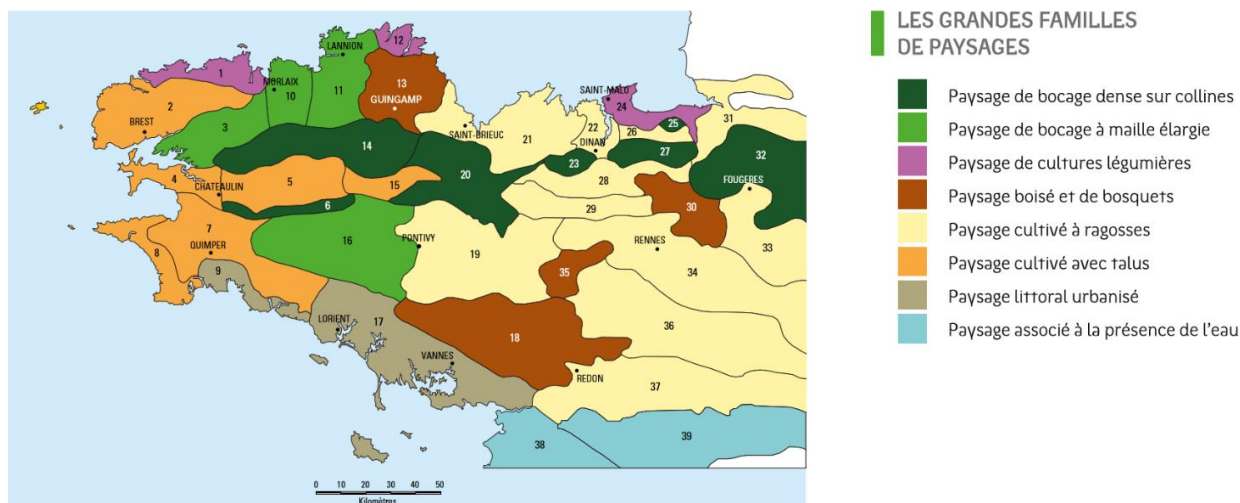 LES GRANDES FAMILLES
DE PAYSAGES
Paysage de bocage dense sur collines
Paysage de bocage à maille élargie
Paysage de cultures légumières
Paysage boisé et de bosquets
Paysage cultivé à ragosses
Paysage cultivé avec talus
Paysage littoral urbanisé
Paysage associé à la présence de l'eau
12
LANNION
1
MORLAIX
10
11
13
GUINGAMP
SAINT-MALO
24
2
BREST
3
SAINT-BRIEUC
21
22
26
25
31
DINAN
14
23
27
32
4
CHATEAULIN
5
15
20
28
FOUGERES
6
29
30
7
QUIMPER
8
9
16
PONTIVY
19
RENNES
33
35
34
LORIENT
17
18
36
VANNES
REDON
37
38
39
0 10 20 30 40 50
Kilomètres